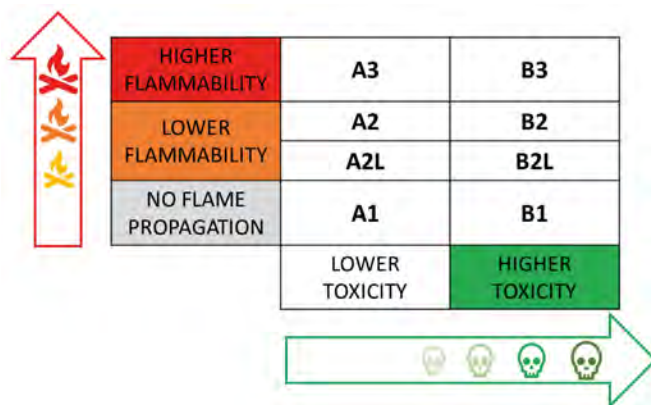 HIGHER
FLAMMABILITY
A3
B3
LOWER
FLAMMABILITY
A2
B2
A2L
B2L
NO FLAME
PROPAGATION
A1
B1
LOWER
TOXICITY
HIGHER
TOXICITY